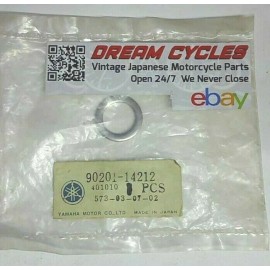 DREAM CYCLES
Vintage Japanese Motorcycle Parts
Open 24/7 We Never Close
ebay
90201-14212
401010 PCS
573-03-07-02
YAMAHA MOTOR CO., LTD. MADE IN JAPAN